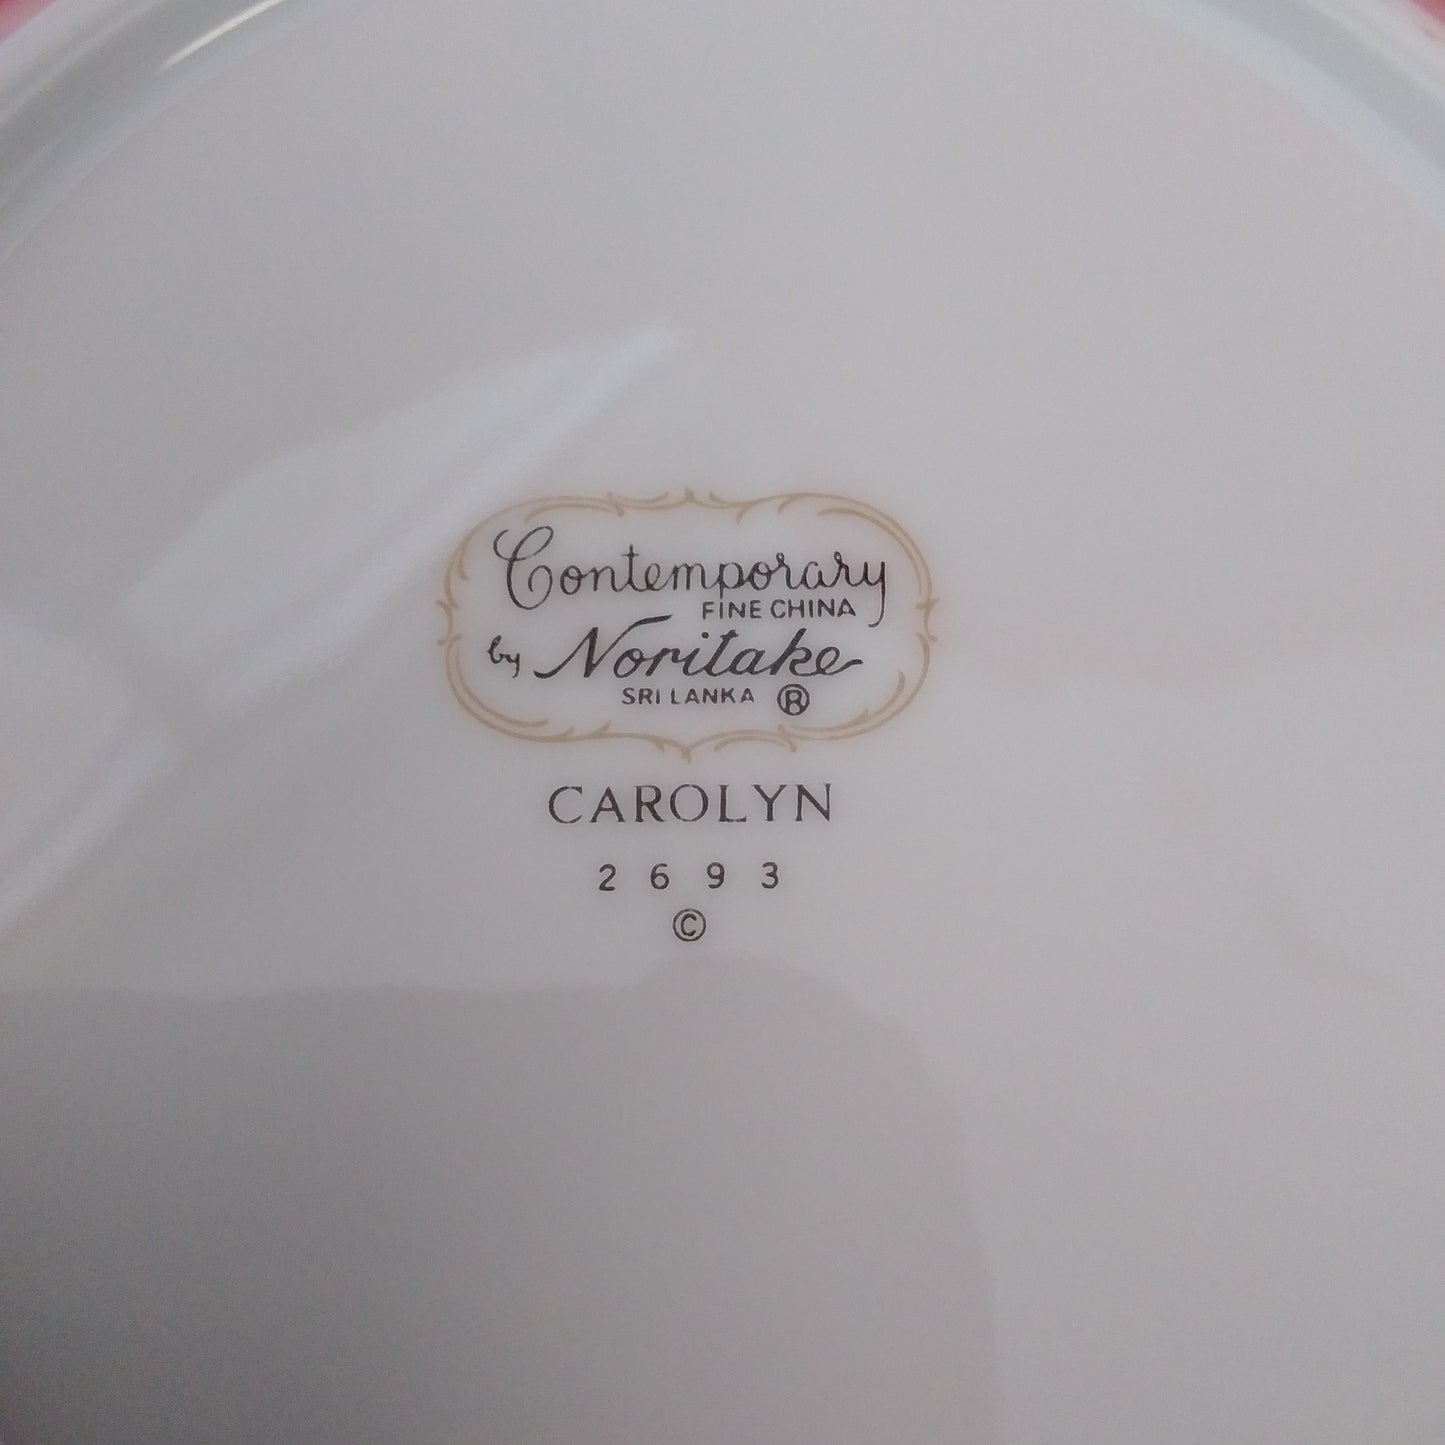 Contemporary
FINE CHINA
by Noritake
SRI LANKA ®
CAROLYN
2693
©